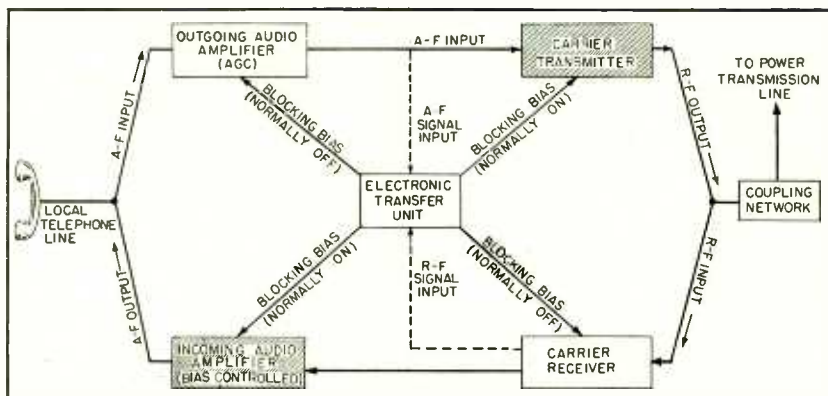 OUTGOING AUDIO
AMPLIFIER
(AGC)
A-F INPUT
CARRIER
TRANSMITTER
TO POWER
TRANSMISSION
LINE
A-F INPUT
BLOCKING BIAS
(NORMALLY OFF)
A-F
SIGNAL
INPUT
BLOCKING BIAS
(NORMALLY ON)
R-F OUTPUT
LOCAL
TELEPHONE
LINE
ELECTRONIC
TRANSFER
UNIT
COUPLING
NETWORK
A-F OUTPUT
BLOCKING BIAS
(NORMALLY ON)
R-F
SIGNAL
INPUT
BLOCKING BIAS
(NORMALLY OFF)
R-F INPUT
INCOMING AUDIO
AMPLIFIER
(BIAS CONTROLLED)
CARRIER
RECEIVER